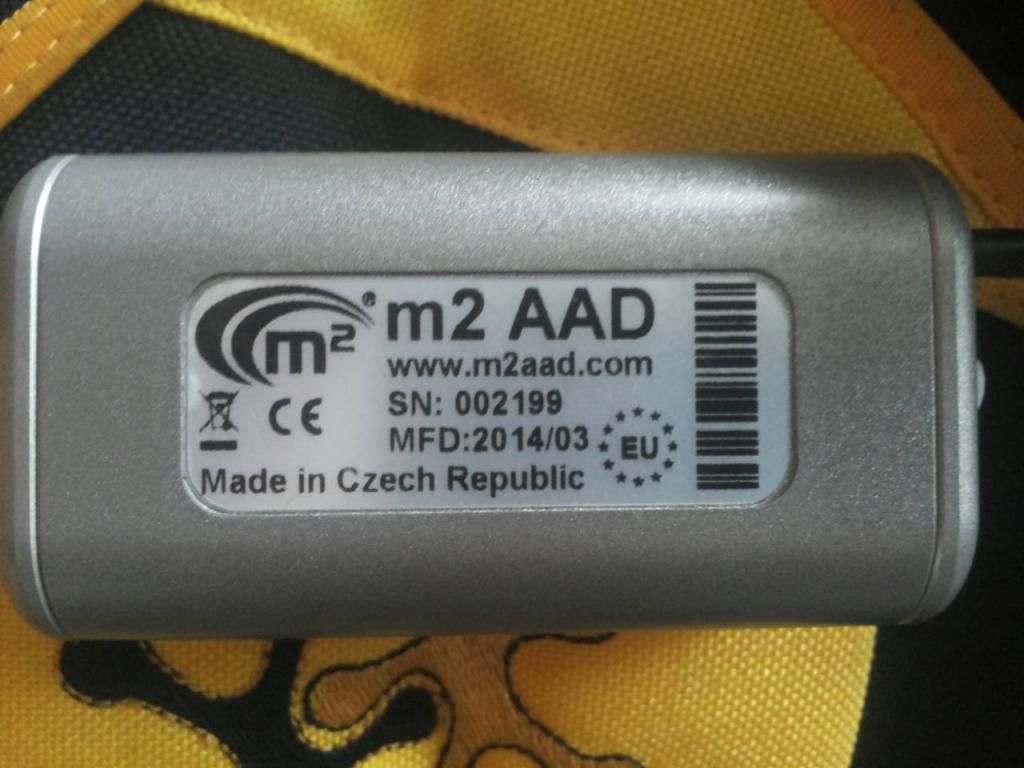 m2 ® m2 AAD
www.m2aad.com
SN: 002199
CE
MFD:2014/03
EU
Made in Czech Republic